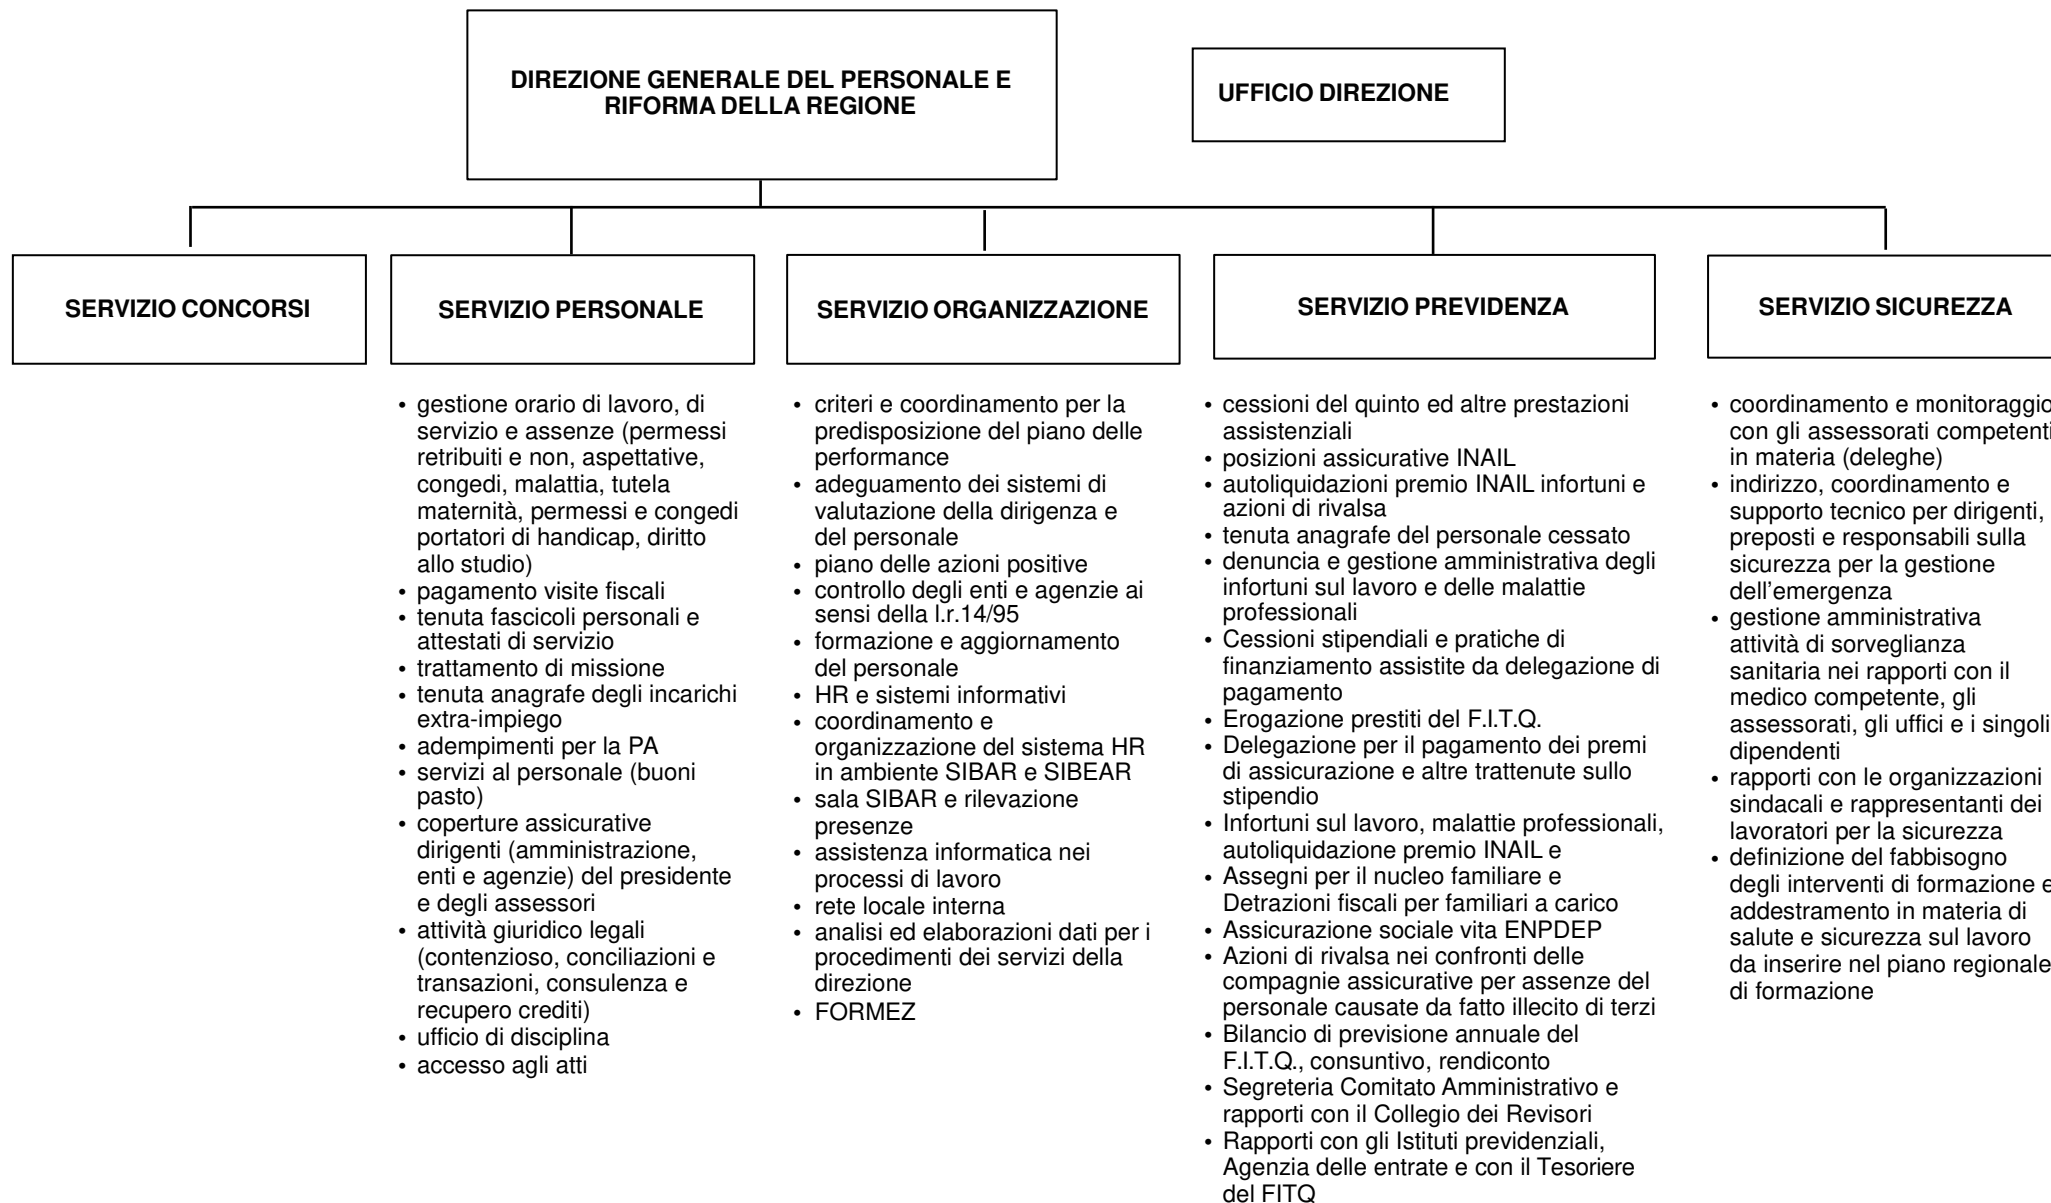 DIREZIONE GENERALE DEL PERSONALE E
RIFORMA DELLA REGIONE
UFFICIO DIREZIONE
SERVIZIO CONCORSI
SERVIZIO PERSONALE
• gestione orario di lavoro, di
servizio e assenze (permessi
retribuiti e non, aspettative,
congedi, malattia, tutela
maternità, permessi e congedi
portatori di handicap, diritto
allo studio)
• pagamento visite fiscali
• tenuta fascicoli personali e
attestati di servizio
• trattamento di missione
• tenuta anagrafe degli incarichi
extra-impiego
• adempimenti per la PA
• servizi al personale (buoni
pasto)
• coperture assicurative
dirigenti (amministrazione,
enti e agenzie) del presidente
e degli assessori
• attività giuridico legali
(contenzioso, conciliazioni e
transazioni, consulenza e
recupero crediti)
• ufficio di disciplina
• accesso agli atti
SERVIZIO ORGANIZZAZIONE
• criteri e coordinamento per la
predisposizione del piano delle
performance
• adeguamento dei sistemi di
valutazione della dirigenza e
del personale
• piano delle azioni positive
• controllo degli enti e agenzie ai
sensi della l.r.14/95
• formazione e aggiornamento
del personale
• HR e sistemi informativi
• coordinamento e
organizzazione del sistema HR
in ambiente SIBAR e SIBEAR
• sala SIBAR e rilevazione
presenze
• assistenza informatica nei
processi di lavoro
• rete locale interna
• analisi ed elaborazioni dati per i
procedimenti dei servizi della
direzione
• FORMEZ
SERVIZIO PREVIDENZA
• cessioni del quinto ed altre prestazioni
assistenziali
• posizioni assicurative INAIL
• autoliquidazioni premio INAIL infortuni e
azioni di rivalsa
• tenuta anagrafe del personale cessato
• denuncia e gestione amministrativa degli
infortuni sul lavoro e delle malattie
professionali
• Cessioni stipendiali e pratiche di
finanziamento assistite da delegazione di
pagamento
• Erogazione prestiti del F.I.T.Q.
• Delegazione per il pagamento dei premi
di assicurazione e altre trattenute sullo
stipendio
• Infortuni sul lavoro, malattie professionali,
autoliquidazione premio INAIL e
• Assegni per il nucleo familiare e
Detrazioni fiscali per familiari a carico
• Assicurazione sociale vita ENPDEP
• Azioni di rivalsa nei confronti delle
compagnie assicurative per assenze del
personale causate da fatto illecito di terzi
• Bilancio di previsione annuale del
F.I.T.Q., consuntivo, rendiconto
• Segreteria Comitato Amministrativo e
rapporti con il Collegio dei Revisori
• Rapporti con gli Istituti previdenziali,
Agenzia delle entrate e con il Tesoriere
del FITQ
SERVIZIO SICUREZZA
• coordinamento e monitoraggio
con gli assessorati competenti
in materia (deleghe)
• indirizzo, coordinamento e
supporto tecnico per dirigenti,
preposti e responsabili sulla
sicurezza per la gestione
dell'emergenza
• gestione amministrativa
attività di sorveglianza
sanitaria nei rapporti con il
medico competente, gli
assessorati, gli uffici e i singoli
dipendenti
• rapporti con le organizzazioni
sindacali e rappresentanti dei
lavoratori per la sicurezza
• definizione del fabbisogno
degli interventi di formazione e
addestramento in materia di
salute e sicurezza sul lavoro
da inserire nel piano regionale
di formazione